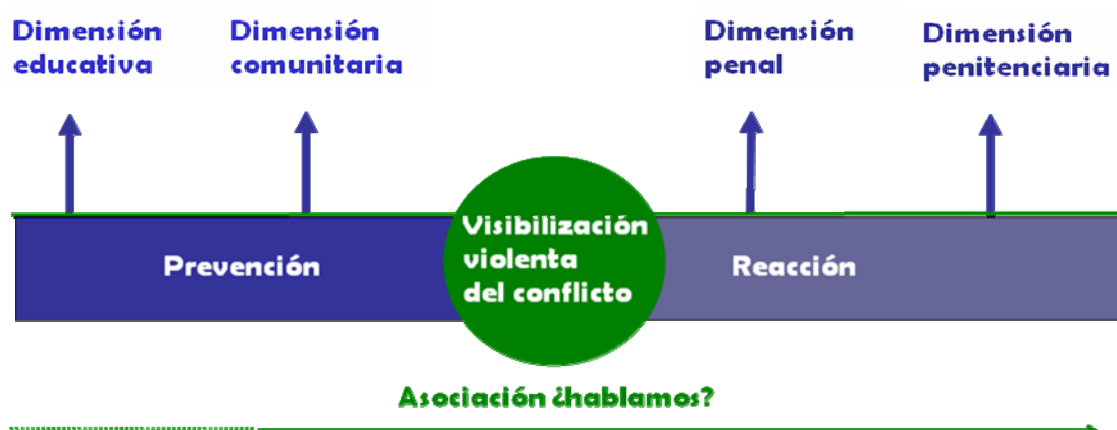 Dimensión
educativa
Dimensión
comunitaria
Dimensión
penal
Dimensión
penitenciaria
Prevención
Visibilización
violenta
del conflicto
Reacción
Asociación ¿hablamos?